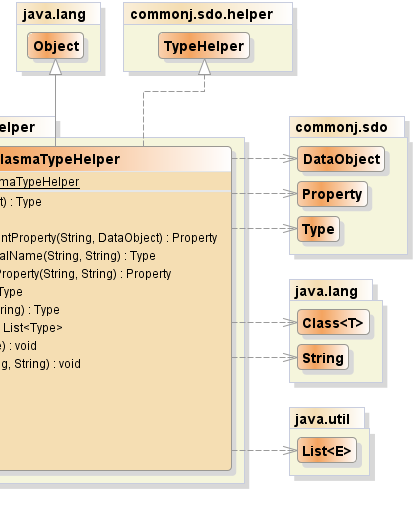 java.lang
Object
commonj.sdo.helper
TypeHelper
elper
lasmaTypeHelper
maTypeHelper
t) : Type
ntProperty(String, DataObject) : Property
alName(String, String) : Type
Property(String, String) : Property
Type
ring) : Type
List<Type>
e) : void
g, String) : void
commonj.sdo
DataObject
Property
Type
java.lang
Class<T>
String
java.util
List<E>